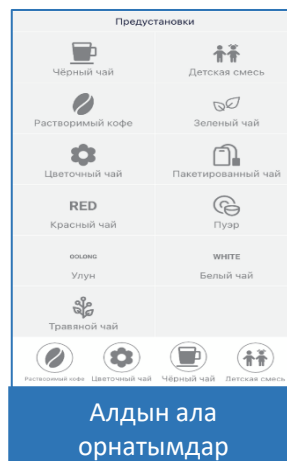 Предустановки
Чёрный чай
Детская смесь
Растворимый кофе
Зеленый чай
Цветочный чай
Пакетированный чай
RED
Красный чай
Пуэр
OOLONG
Улун
WHITE
Белый чай
Травяной чай
Растворимый кофе
Цветочный чай
Чёрный чай
Детская смесь
Алдын ала
орнатымдар